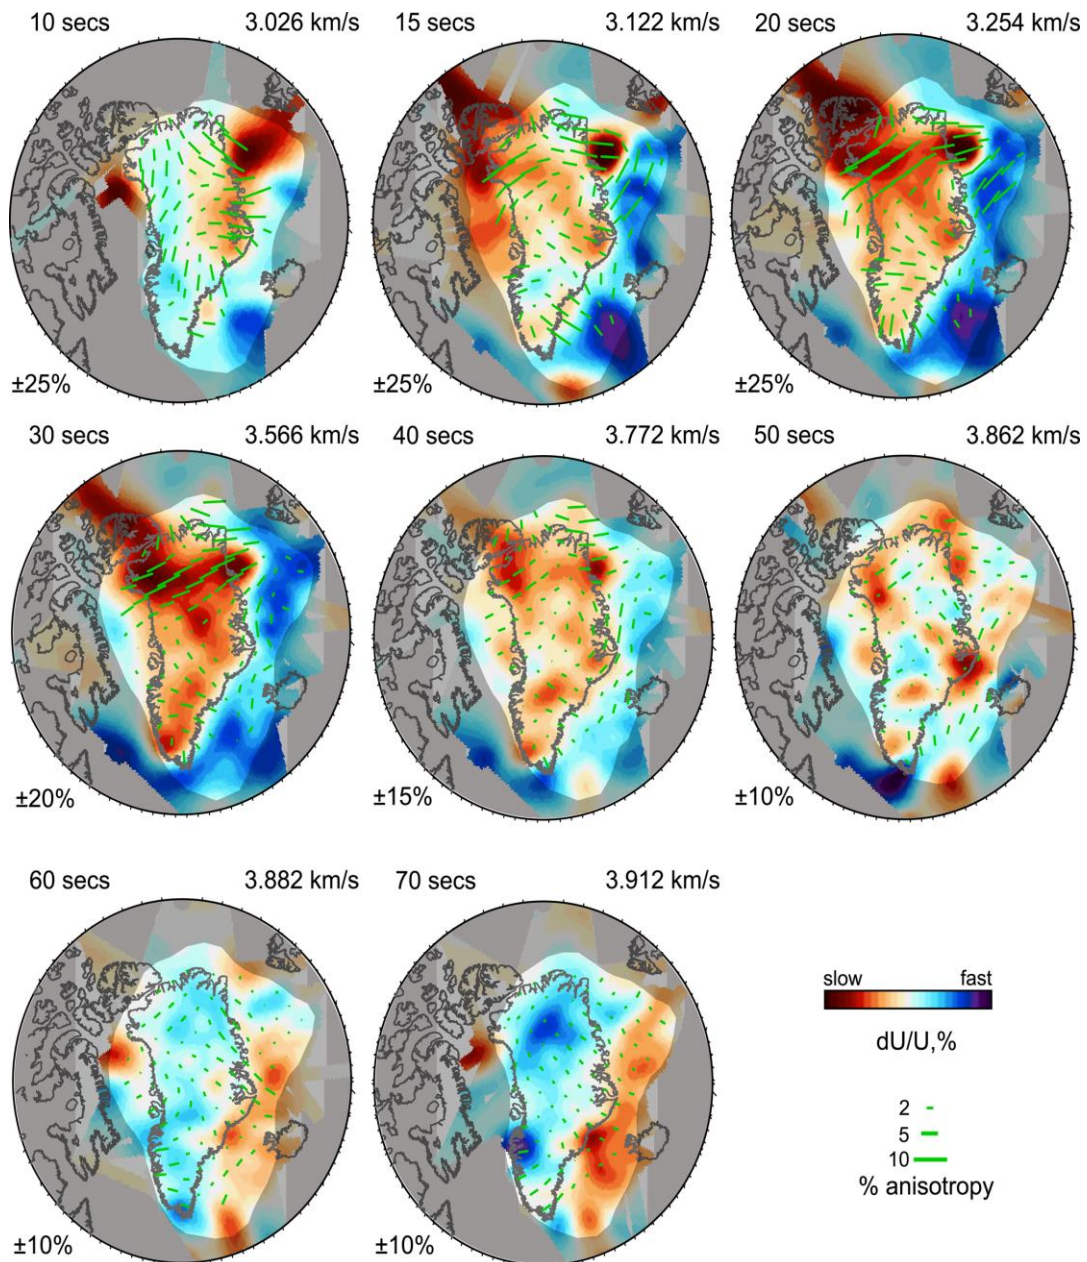 10 secs 3.026 km/s
15 secs 3.122 km/s
20 secs 3.254 km/s
±25%
±25%
±25%
30 secs 3.566 km/s
40 secs 3.772 km/s
50 secs 3.862 km/s
±20%
±15%
±10%
60 secs 3.882 km/s
70 secs 3.912 km/s
±10%
±10%
slow fast
dU/U,%
2
5
10
% anisotropy